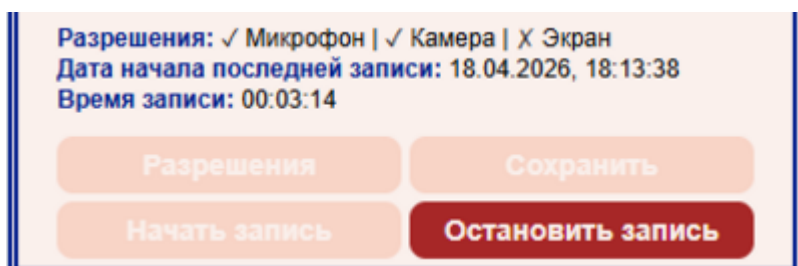 Разрешения: ✓ Микрофон | ✓ Камера | ✗ Экран
Дата начала последней записи: 18.04.2026, 18:13:38
Время записи: 00:03:14
Разрешения Сохранить
Начать запись Остановить запись